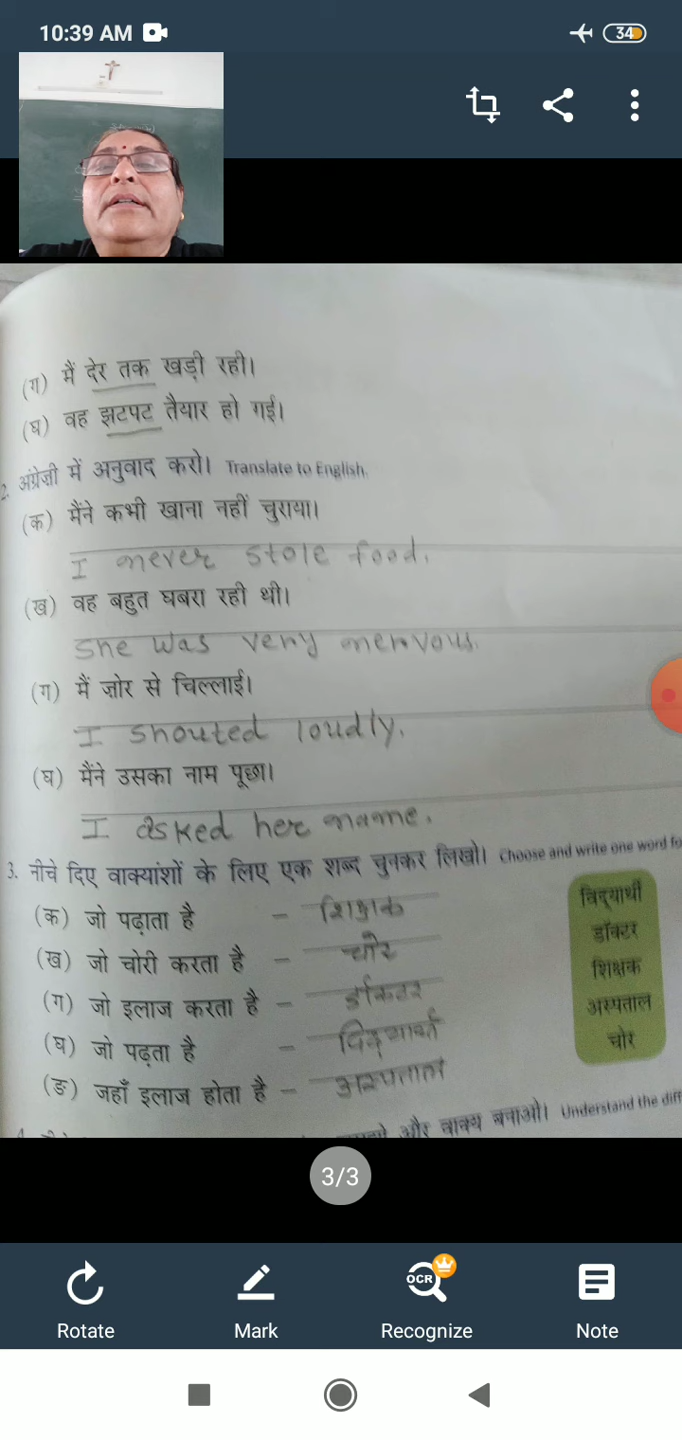 10:39 AM
34
(ग) मैं देर तक खड़ी रही।
(घ) वह झटपट तैयार हो गई।
2. अंग्रेज़ी में अनुवाद करो। Translate to English.
(क) मैंने कभी खाना नहीं चुराया।
I never stole food.
(ख) वह बहुत घबरा रही थी।
She was very nervous.
(ग) मैं ज़ोर से चिल्लाई।
I shouted loudly.
(घ) मैंने उसका नाम पूछा।
I asked her name.
3. नीचे दिए वाक्यांशों के लिए एक शब्द चुनकर लिखो। Choose and write one word fo
(क) जो पढ़ाता है – शिक्षक
(ख) जो चोरी करता है – चोर
(ग) जो इलाज करता है – डॉक्टर
(घ) जो पढ़ता है – विद्यार्थी
(ङ) जहाँ इलाज होता है – अस्पताल
विद्यार्थी
डॉक्टर
शिक्षक
अस्पताल
चोर
और वाक्य बनाओ। Understand the diff
3/3
OCR
Rotate Mark Recognize Note